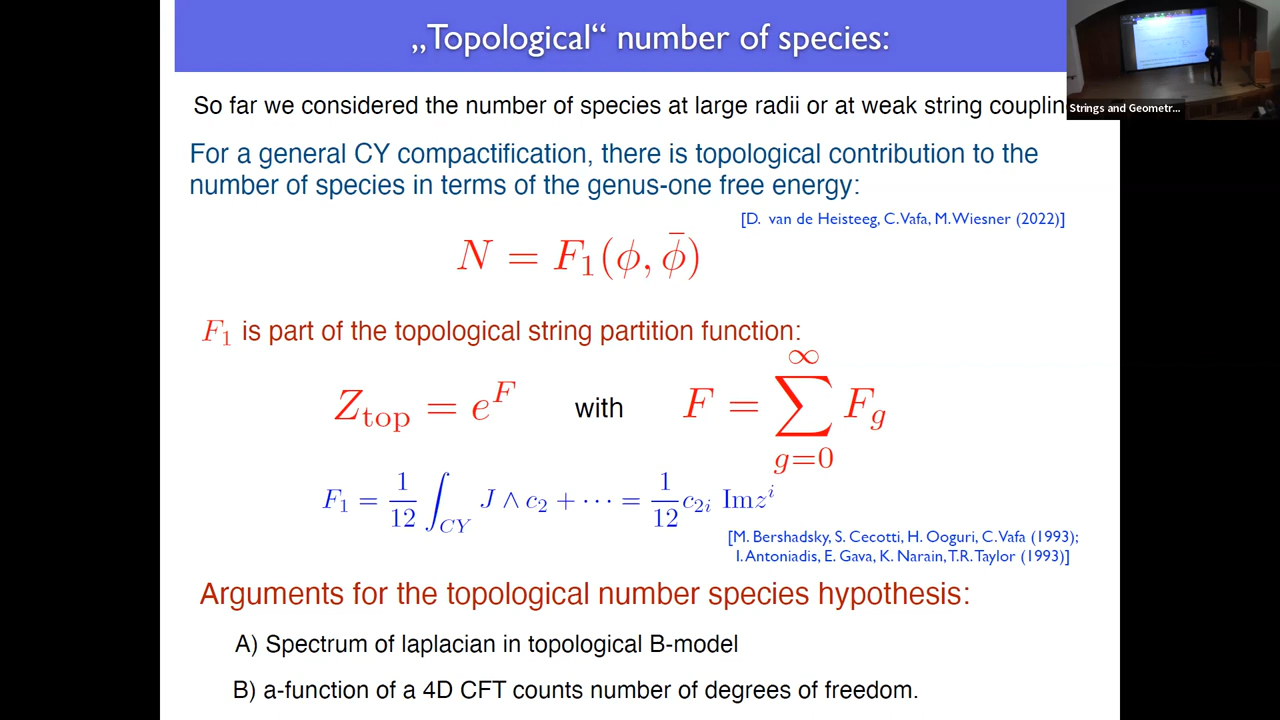 „Topological“ number of species:
So far we considered the number of species at large radii or at weak string couplin
Strings and Geometr...
For a general CY compactification, there is topological contribution to the
number of species in terms of the genus-one free energy:
[D. van de Heisteeg, C. Vafa, M. Wiesner (2022)]
N = F₁(ϕ, ϕ̄)
F₁ is part of the topological string partition function:
Z_top = e^F with F = ∑_{g=0}^{∞} F_g
F₁ = 1/12 ∫_{CY} J ∧ c₂ + ⋯ = 1/12 c_{2i} Imz^i
[M. Bershadsky, S. Cecotti, H. Ooguri, C. Vafa (1993);
I. Antoniadis, E. Gava, K. Narain, T.R. Taylor (1993)]
Arguments for the topological number species hypothesis:
A) Spectrum of laplacian in topological B-model
B) a-function of a 4D CFT counts number of degrees of freedom.